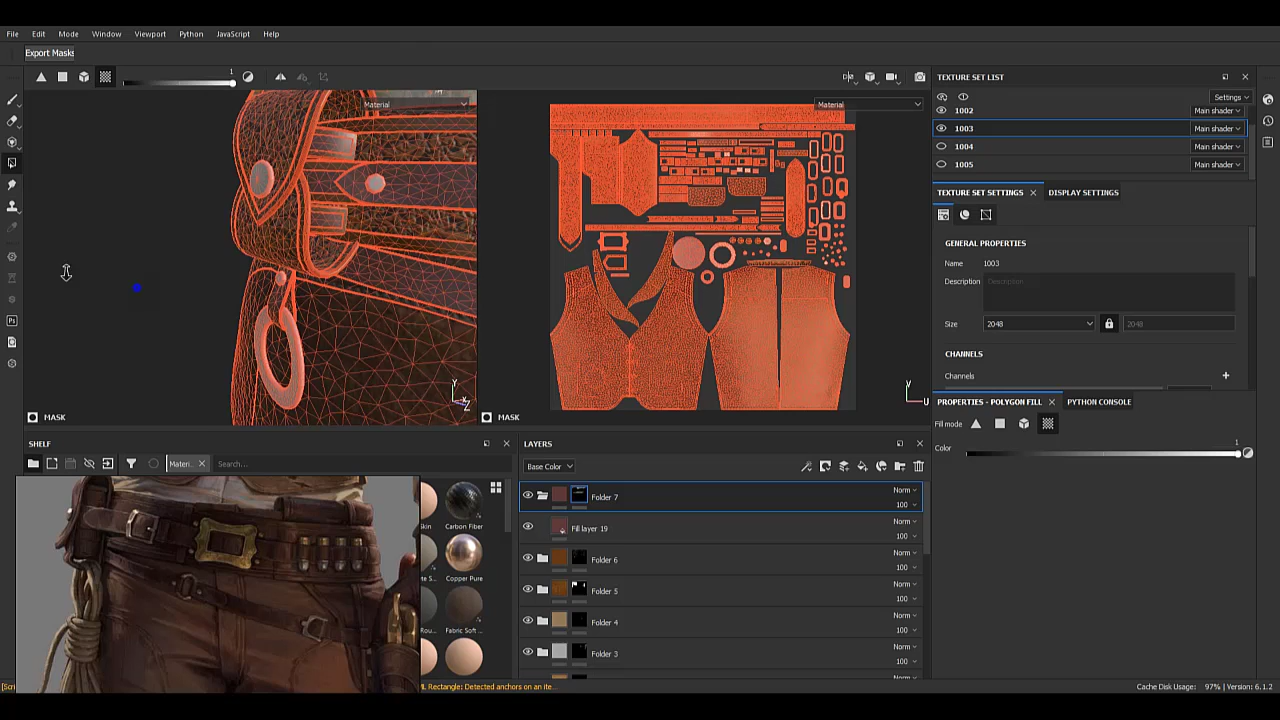 File Edit Mode Window Viewport Python JavaScript Help
Export Masks
1
Material
Material
TEXTURE SET LIST
Settings
1002 Main shader
1003 Main shader
1004 Main shader
1005 Main shader
TEXTURE SET SETTINGS DISPLAY SETTINGS
GENERAL PROPERTIES
Name 1003
Description Description
Size 2048 2048
CHANNELS
Channels
Y
X
Z
V
U
MASK
MASK
PROPERTIES - POLYGON FILL PYTHON CONSOLE
Fill mode
Color 1
SHELF
Materi... Search...
Carbon Fiber
Copper Pure
Fabric Soft ...
LAYERS
Base Color
Folder 7 Norm 100
Fill layer 19 Norm 100
Folder 6 Norm 100
Folder 5 Norm 100
Folder 4 Norm 100
Folder 3 Norm 100
[Scri
Rectangle: Detected anchors on an ite...
Cache Disk Usage: 97% | Version: 6.1.2